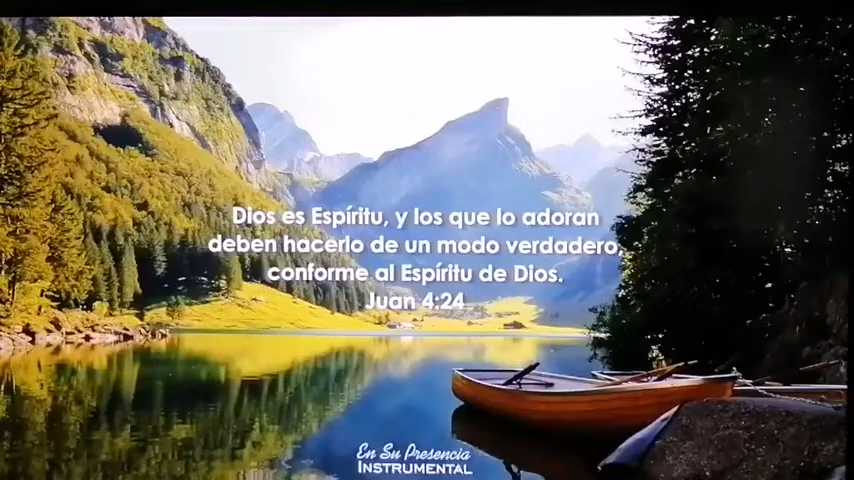 Dios es Espíritu, y los que lo adoran
deben hacerlo de un modo verdadero,
conforme al Espíritu de Dios.
Juan 4:24
En Su Presencia
INSTRUMENTAL